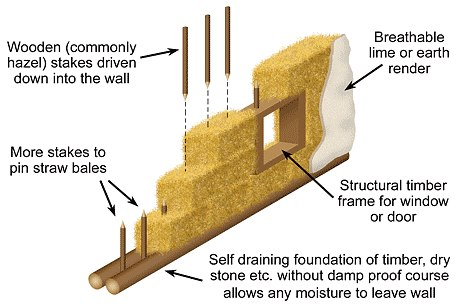 Wooden (commonly
hazel) stakes driven
down into the wall
Breathable
lime or earth
render
More stakes to
pin straw bales
Structural timber
frame for window
or door
Self draining foundation of timber, dry
stone etc. without damp proof course
allows any moisture to leave wall